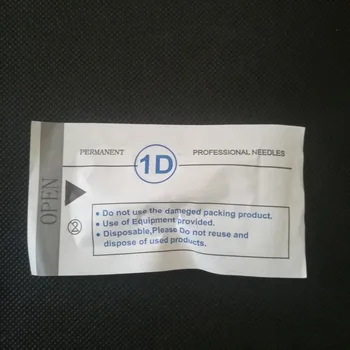 PERMANENT 1D PROFESSIONAL NEEDLES
OPEN
• Do not use the dameged packing product.
• Use of Equipment provided.
• Disposable,Please Do not reuse and
dispose of used products.